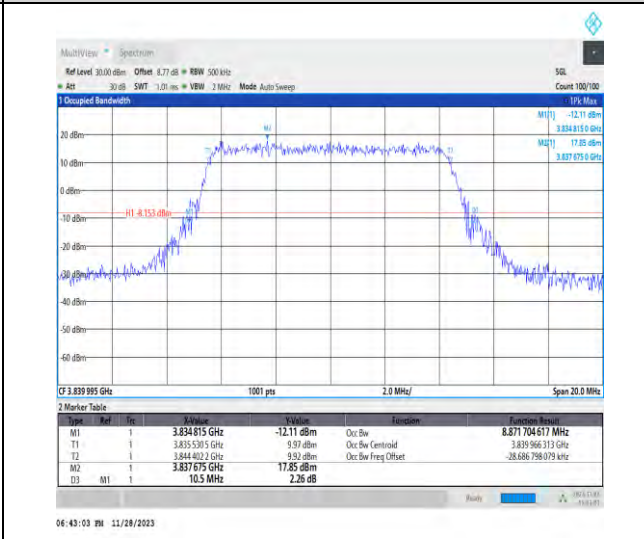 MultiView Spectrum
Ref Level 30.00 dBm Offset 8.77 dB RBW 500 kHz SGL
Att 30 dB SWT 1.01 ms VBW 2 MHz Mode Auto Sweep Count 100/100
1 Occupied Bandwidth 1Pk Max
M1[1] -12.11 dBm
3.834 815 0 GHz
M2[1] 17.85 dBm
3.837 675 0 GHz
M2
20 dBm
T1
10 dBm
0 dBm
H1 -8.153 dBm
-10 dBm
-20 dBm
-30 dBm
-40 dBm
-50 dBm
-60 dBm
CF 3.839 995 GHz 1001 pts 2.0 MHz/ Span 20.0 MHz
2 Marker Table
Type Ref Trc X-Value Y-Value Function Function Result
M1 1 3.834 815 GHz -12.11 dBm Occ Bw 8.871 704 617 MHz
T1 1 3.835 530 5 GHz 9.97 dBm Occ Bw Centroid 3.839 966 313 GHz
T2 1 3.844 402 2 GHz 9.92 dBm Occ Bw Freq Offset -28.686 798 079 kHz
M2 1 3.837 675 GHz 17.85 dBm
D3 M1 1 10.5 MHz 2.26 dB
Ready
06:43:03 PM 11/28/2023